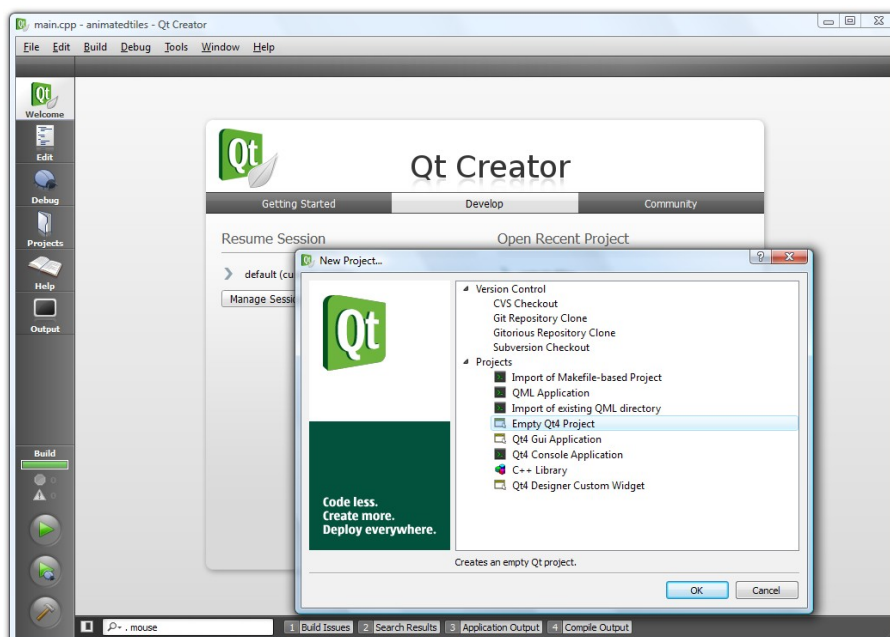 main.cpp - animatedtiles - Qt Creator
File Edit Build Debug Tools Window Help
Qt
Welcome
Edit
Debug
Projects
Help
Output
Build
0
0
Qt
Qt Creator
Getting Started Develop Community
Resume Session Open Recent Project
default (cu
Manage Sessi
New Project...
?
Qt
Code less.
Create more.
Deploy everywhere.
Version Control
CVS Checkout
Git Repository Clone
Gitorious Repository Clone
Subversion Checkout
Projects
Import of Makefile-based Project
QML Application
Import of existing QML directory
Empty Qt4 Project
Qt4 Gui Application
Qt4 Console Application
C++ Library
Qt4 Designer Custom Widget
Creates an empty Qt project.
OK Cancel
. mouse
1 Build Issues 2 Search Results 3 Application Output 4 Compile Output